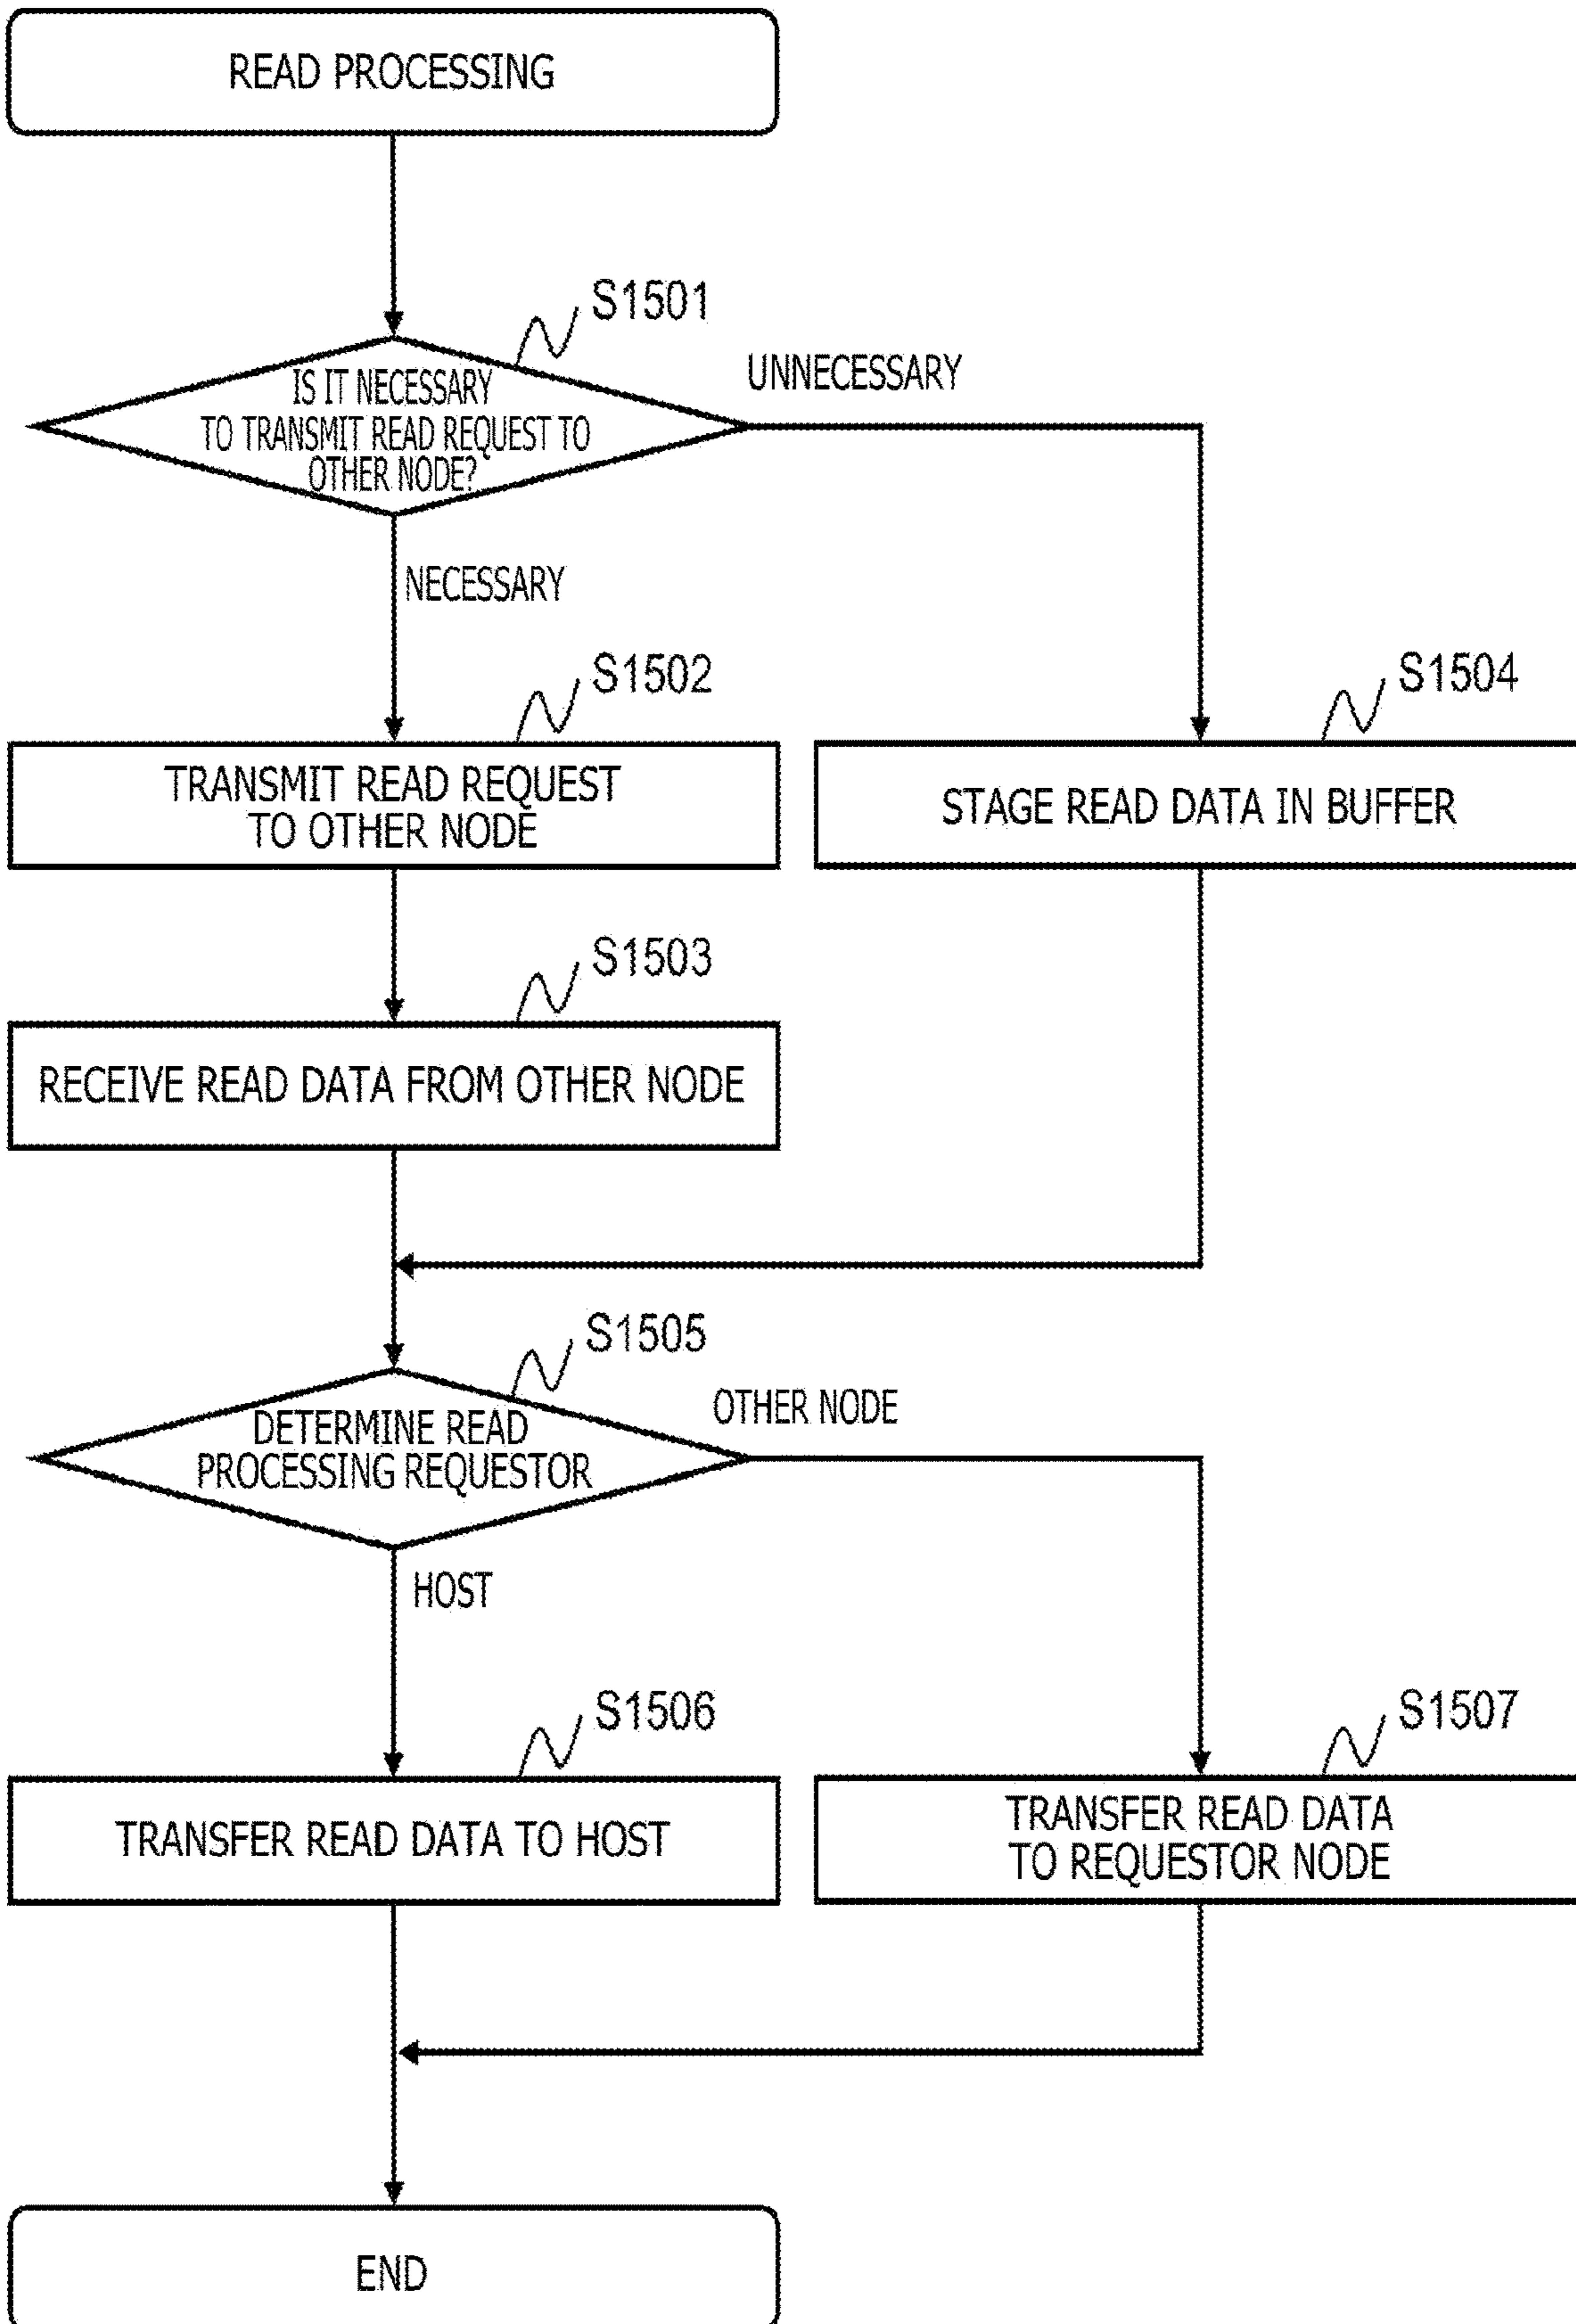 READ PROCESSING
S1501
IS IT NECESSARY
TO TRANSMIT READ REQUEST TO
OTHER NODE?
UNNECESSARY
NECESSARY
S1502
TRANSMIT READ REQUEST
TO OTHER NODE
S1504
STAGE READ DATA IN BUFFER
S1503
RECEIVE READ DATA FROM OTHER NODE
S1505
DETERMINE READ
PROCESSING REQUESTOR
OTHER NODE
HOST
S1506
TRANSFER READ DATA TO HOST
S1507
TRANSFER READ DATA
TO REQUESTOR NODE
END